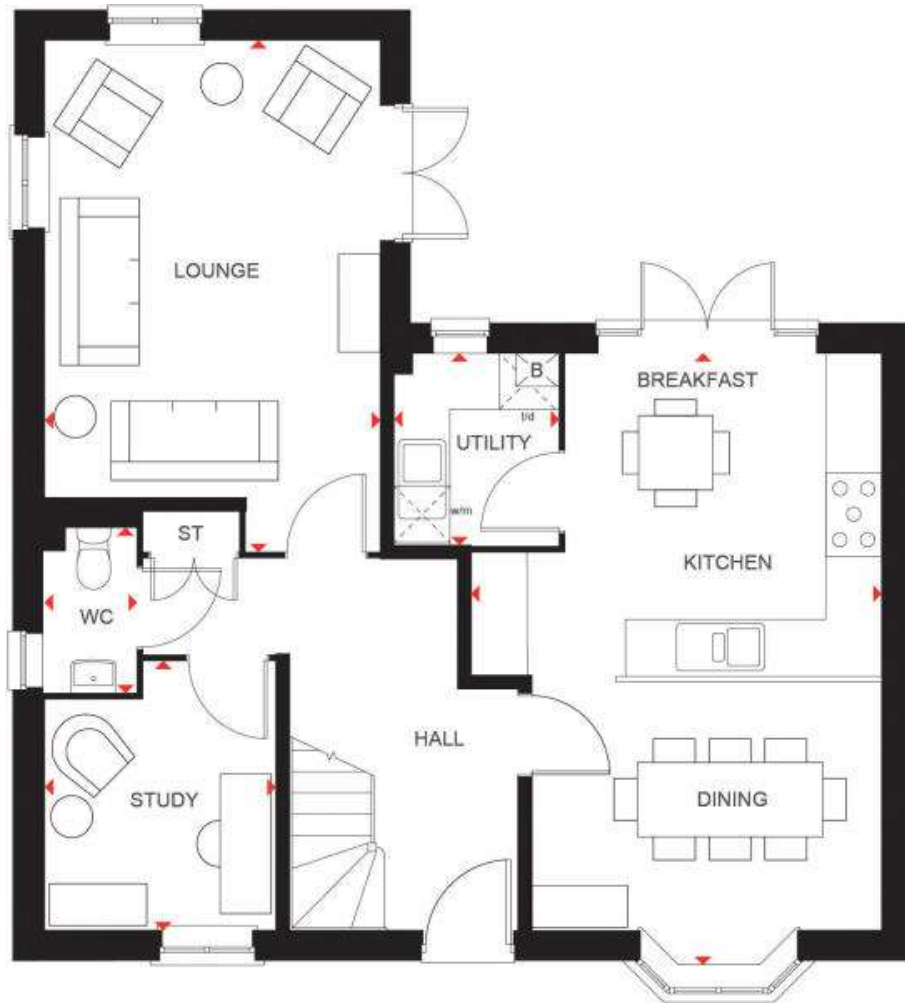 LOUNGE
B
BREAKFAST
f/d
UTILITY
w/m
ST
KITCHEN
WC
HALL
STUDY
DINING